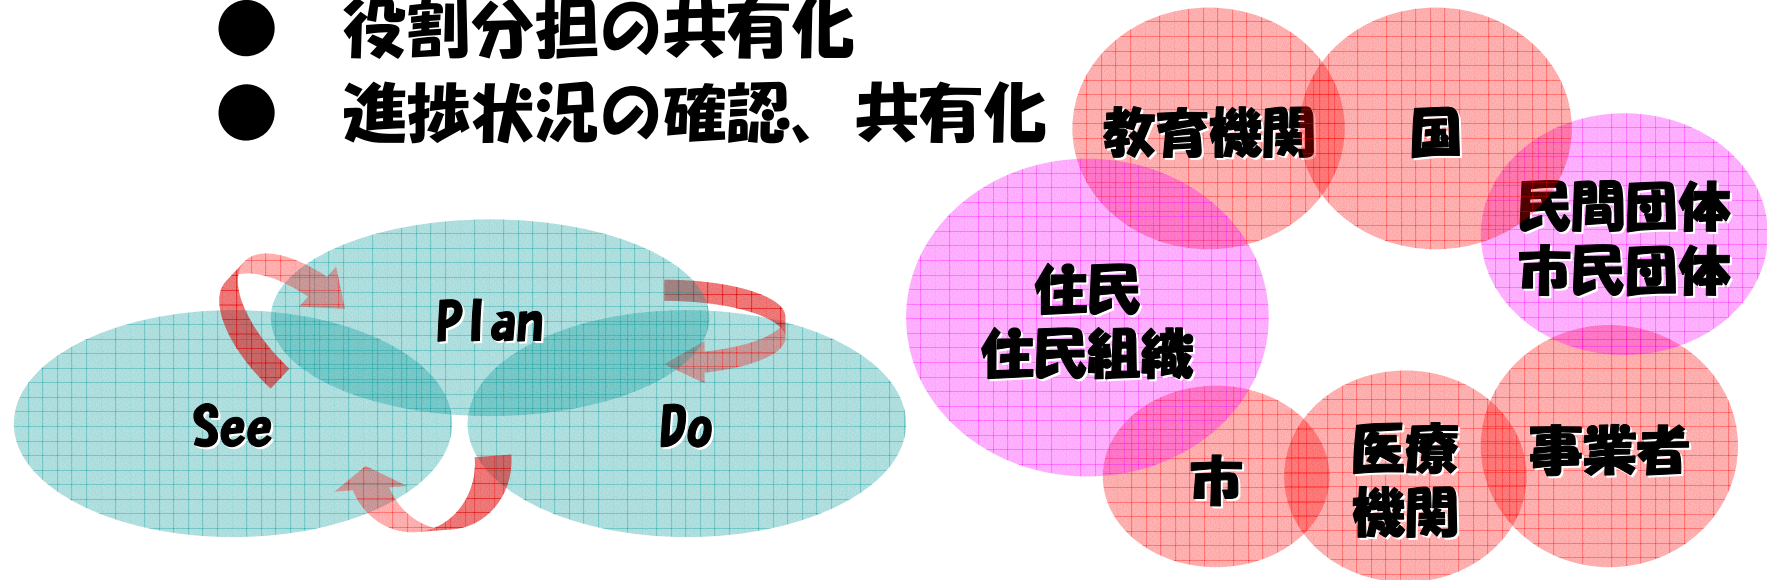 ● 役割分担の共有化
● 進捗状況の確認、共有化
教育機関
国
民間団体
市民団体
住民
住民組織
Plan
See
Do
市
医療
機関
事業者